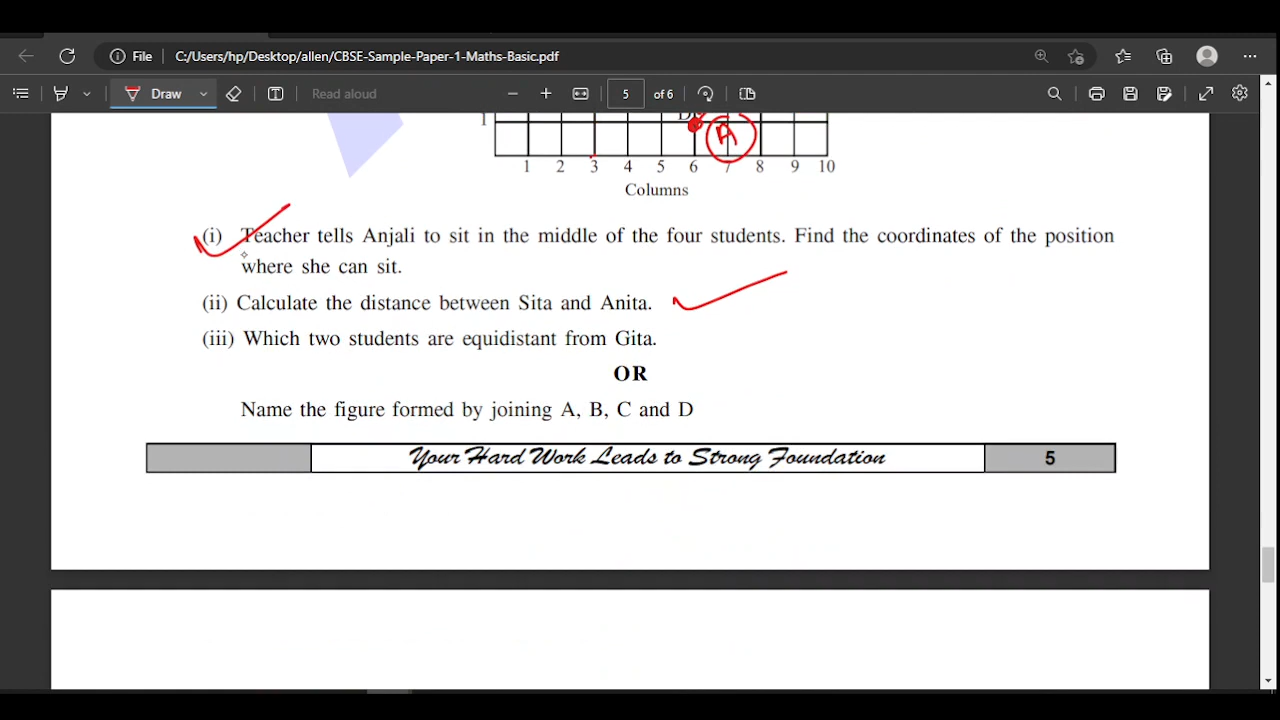 File
C:/Users/hp/Desktop/allen/CBSE-Sample-Paper-1-Maths-Basic.pdf
Draw
Read aloud
5
of 6
1
A
1 2 3 4 5 6 7 8 9 10
Columns
(i) Teacher tells Anjali to sit in the middle of the four students. Find the coordinates of the position
where she can sit.
(ii) Calculate the distance between Sita and Anita.
(iii) Which two students are equidistant from Gita.
OR
Name the figure formed by joining A, B, C and D
Your Hard Work Leads to Strong Foundation
5